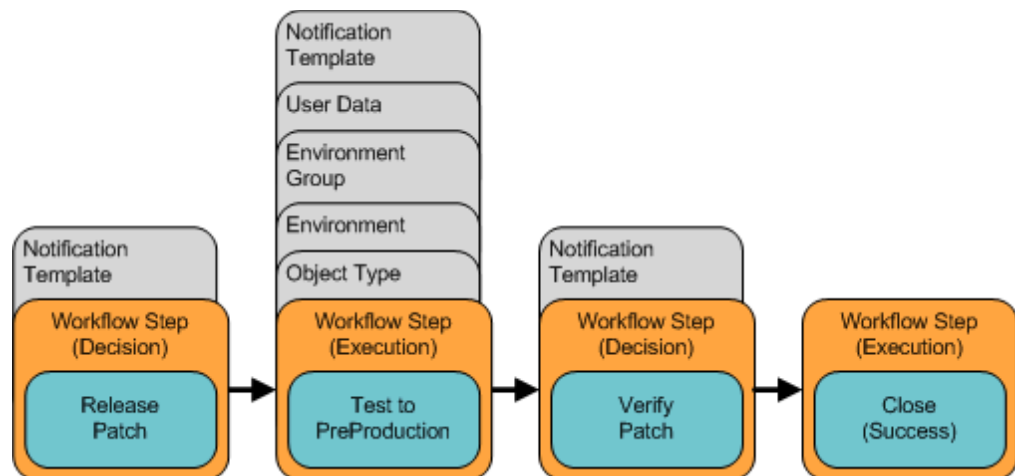 Notification
Template
User Data
Environment
Group
Environment
Object Type
Notification
Template
Notification
Template
Workflow Step
(Decision)
Release
Patch
Workflow Step
(Execution)
Test to
PreProduction
Workflow Step
(Decision)
Verify
Patch
Workflow Step
(Execution)
Close
(Success)